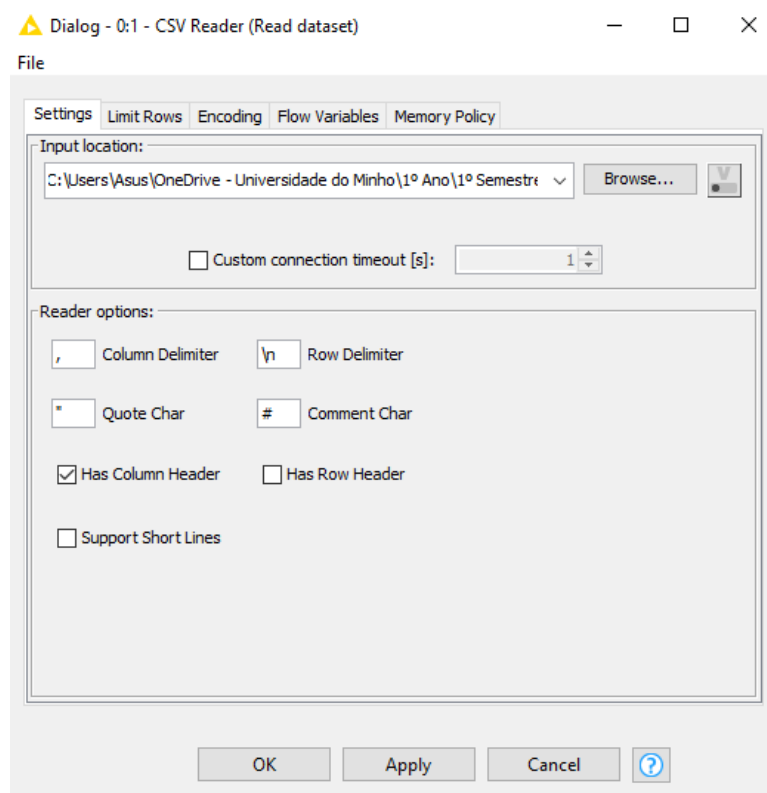 Dialog - 0:1 - CSV Reader (Read dataset)
File
Settings Limit Rows Encoding Flow Variables Memory Policy
Input location:
C:\Users\Asus\OneDrive - Universidade do Minho\1º Ano\1º Semestre Browse... V
Custom connection timeout [s]: 1
Reader options:
, Column Delimiter \n Row Delimiter
" Quote Char # Comment Char
Has Column Header Has Row Header
Support Short Lines
OK Apply Cancel ?